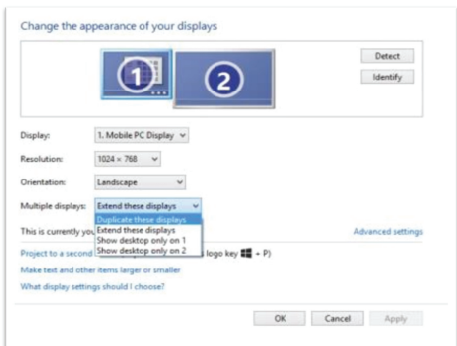 Change the appearance of your displays
1
2
Detect
Identify
Display: 1. Mobile PC Display
Resolution: 1024 × 768
Orientation: Landscape
Multiple displays: Extend these displays
Duplicate these displays
Extend these displays
Show desktop only on 1
Show desktop only on 2
This is currently you
Advanced settings
Project to a second logo key + P)
Make text and other items larger or smaller
What display settings should I choose?
OK Cancel Apply